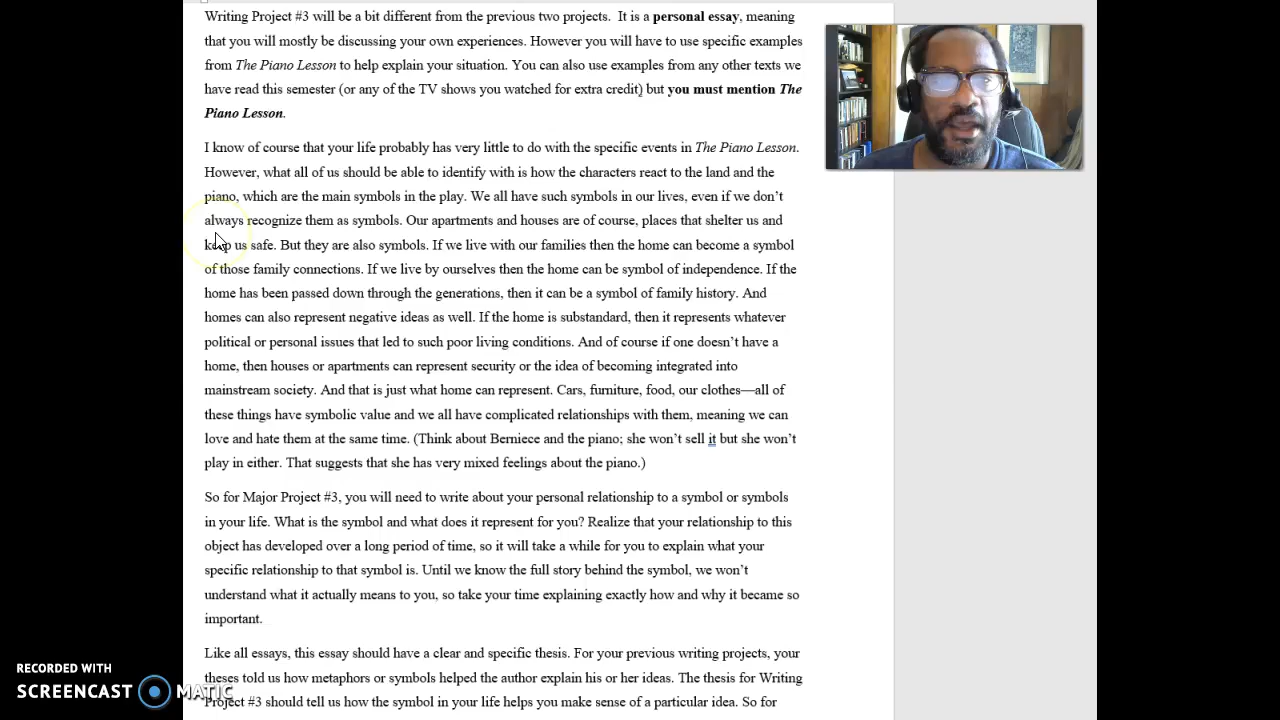 Writing Project #3 will be a bit different from the previous two projects.  It is a personal essay, meaning
that you will mostly be discussing your own experiences. However you will have to use specific examples
from The Piano Lesson to help explain your situation. You can also use examples from any other texts we
have read this semester (or any of the TV shows you watched for extra credit) but you must mention The
Piano Lesson.
I know of course that your life probably has very little to do with the specific events in The Piano Lesson.
However, what all of us should be able to identify with is how the characters react to the land and the
piano, which are the main symbols in the play. We all have such symbols in our lives, even if we don't
always recognize them as symbols. Our apartments and houses are of course, places that shelter us and
keep us safe. But they are also symbols. If we live with our families then the home can become a symbol
of those family connections. If we live by ourselves then the home can be symbol of independence. If the
home has been passed down through the generations, then it can be a symbol of family history. And
homes can also represent negative ideas as well. If the home is substandard, then it represents whatever
political or personal issues that led to such poor living conditions. And of course if one doesn't have a
home, then houses or apartments can represent security or the idea of becoming integrated into
mainstream society. And that is just what home can represent. Cars, furniture, food, our clothes—all of
these things have symbolic value and we all have complicated relationships with them, meaning we can
love and hate them at the same time. (Think about Berniece and the piano; she won't sell it but she won't
play in either. That suggests that she has very mixed feelings about the piano.)
So for Major Project #3, you will need to write about your personal relationship to a symbol or symbols
in your life. What is the symbol and what does it represent for you? Realize that your relationship to this
object has developed over a long period of time, so it will take a while for you to explain what your
specific relationship to that symbol is. Until we know the full story behind the symbol, we won't
understand what it actually means to you, so take your time explaining exactly how and why it became so
important.
Like all essays, this essay should have a clear and specific thesis. For your previous writing projects, your
theses told us how metaphors or symbols helped the author explain his or her ideas. The thesis for Writing
Project #3 should tell us how the symbol in your life helps you make sense of a particular idea. So for
RECORDED WITH
SCREENCAST MATIC